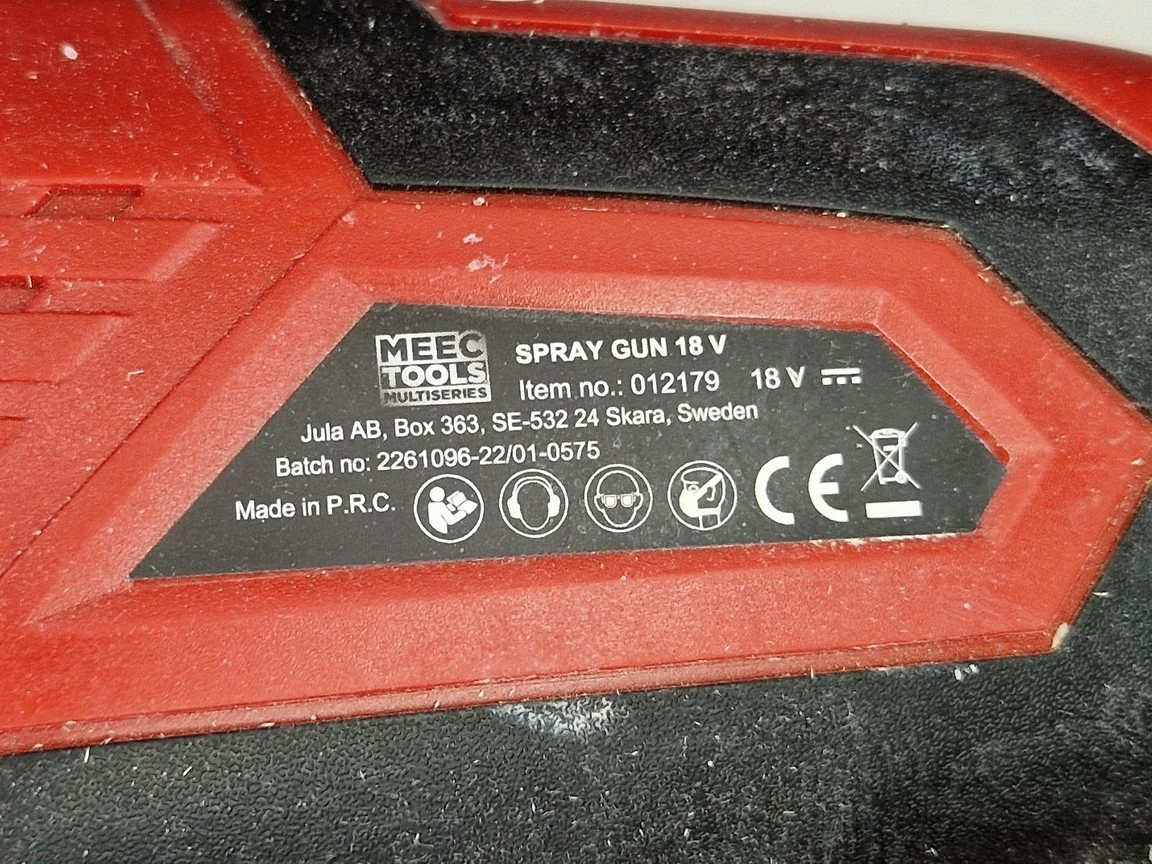 MEEC
TOOLS
MULTISERIES
SPRAY GUN 18 V
Item no.: 012179 18 V
Jula AB, Box 363, SE-532 24 Skara, Sweden
Batch no: 2261096-22/01-0575
Made in P.R.C.
CE